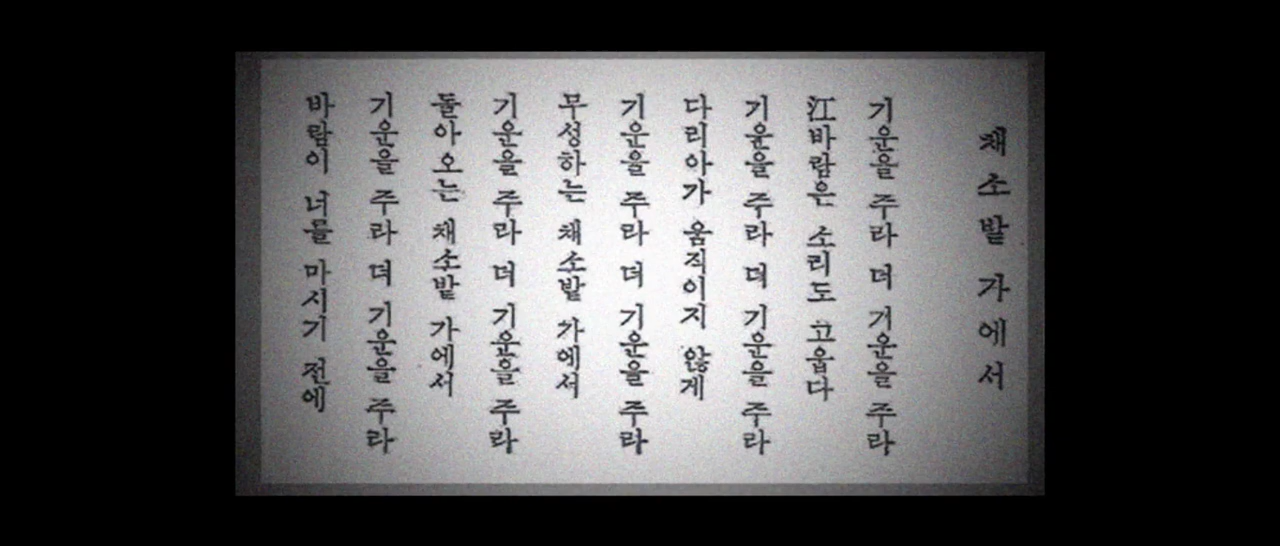 채소밭 가에서
기운을 주라 더 기운을 주라
江바람은 소리도 고웁다
기운을 주라 더 기운을 주라
다리아가 움직이지 않게
기운을 주라 더 기운을 주라
무성하는 채소밭 가에서
기운을 주라 더 기운을 주라
돌아오는 채소밭 가에서
기운을 주라 더 기운을 주라
바람이 너를 마시기 전에